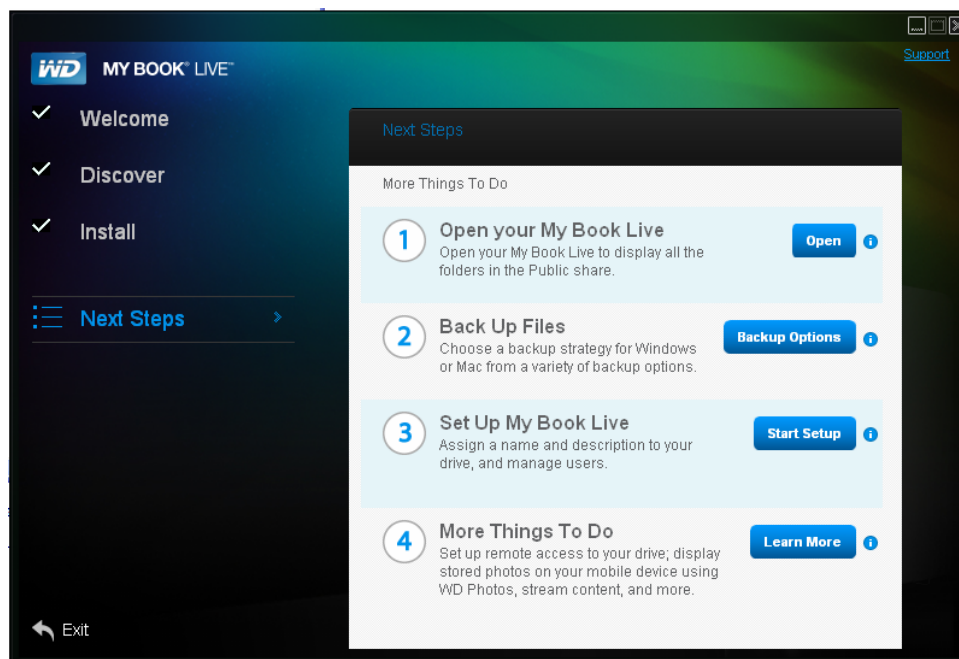 Support
WD MY BOOK® LIVE™
Welcome
Discover
Install
Next Steps
Exit
Next Steps
More Things To Do
1
Open your My Book Live
Open your My Book Live to display all the
folders in the Public share.
Open
2
Back Up Files
Choose a backup strategy for Windows
or Mac from a variety of backup options.
Backup Options
3
Set Up My Book Live
Assign a name and description to your
drive, and manage users.
Start Setup
4
More Things To Do
Set up remote access to your drive; display
stored photos on your mobile device using
WD Photos, stream content, and more.
Learn More